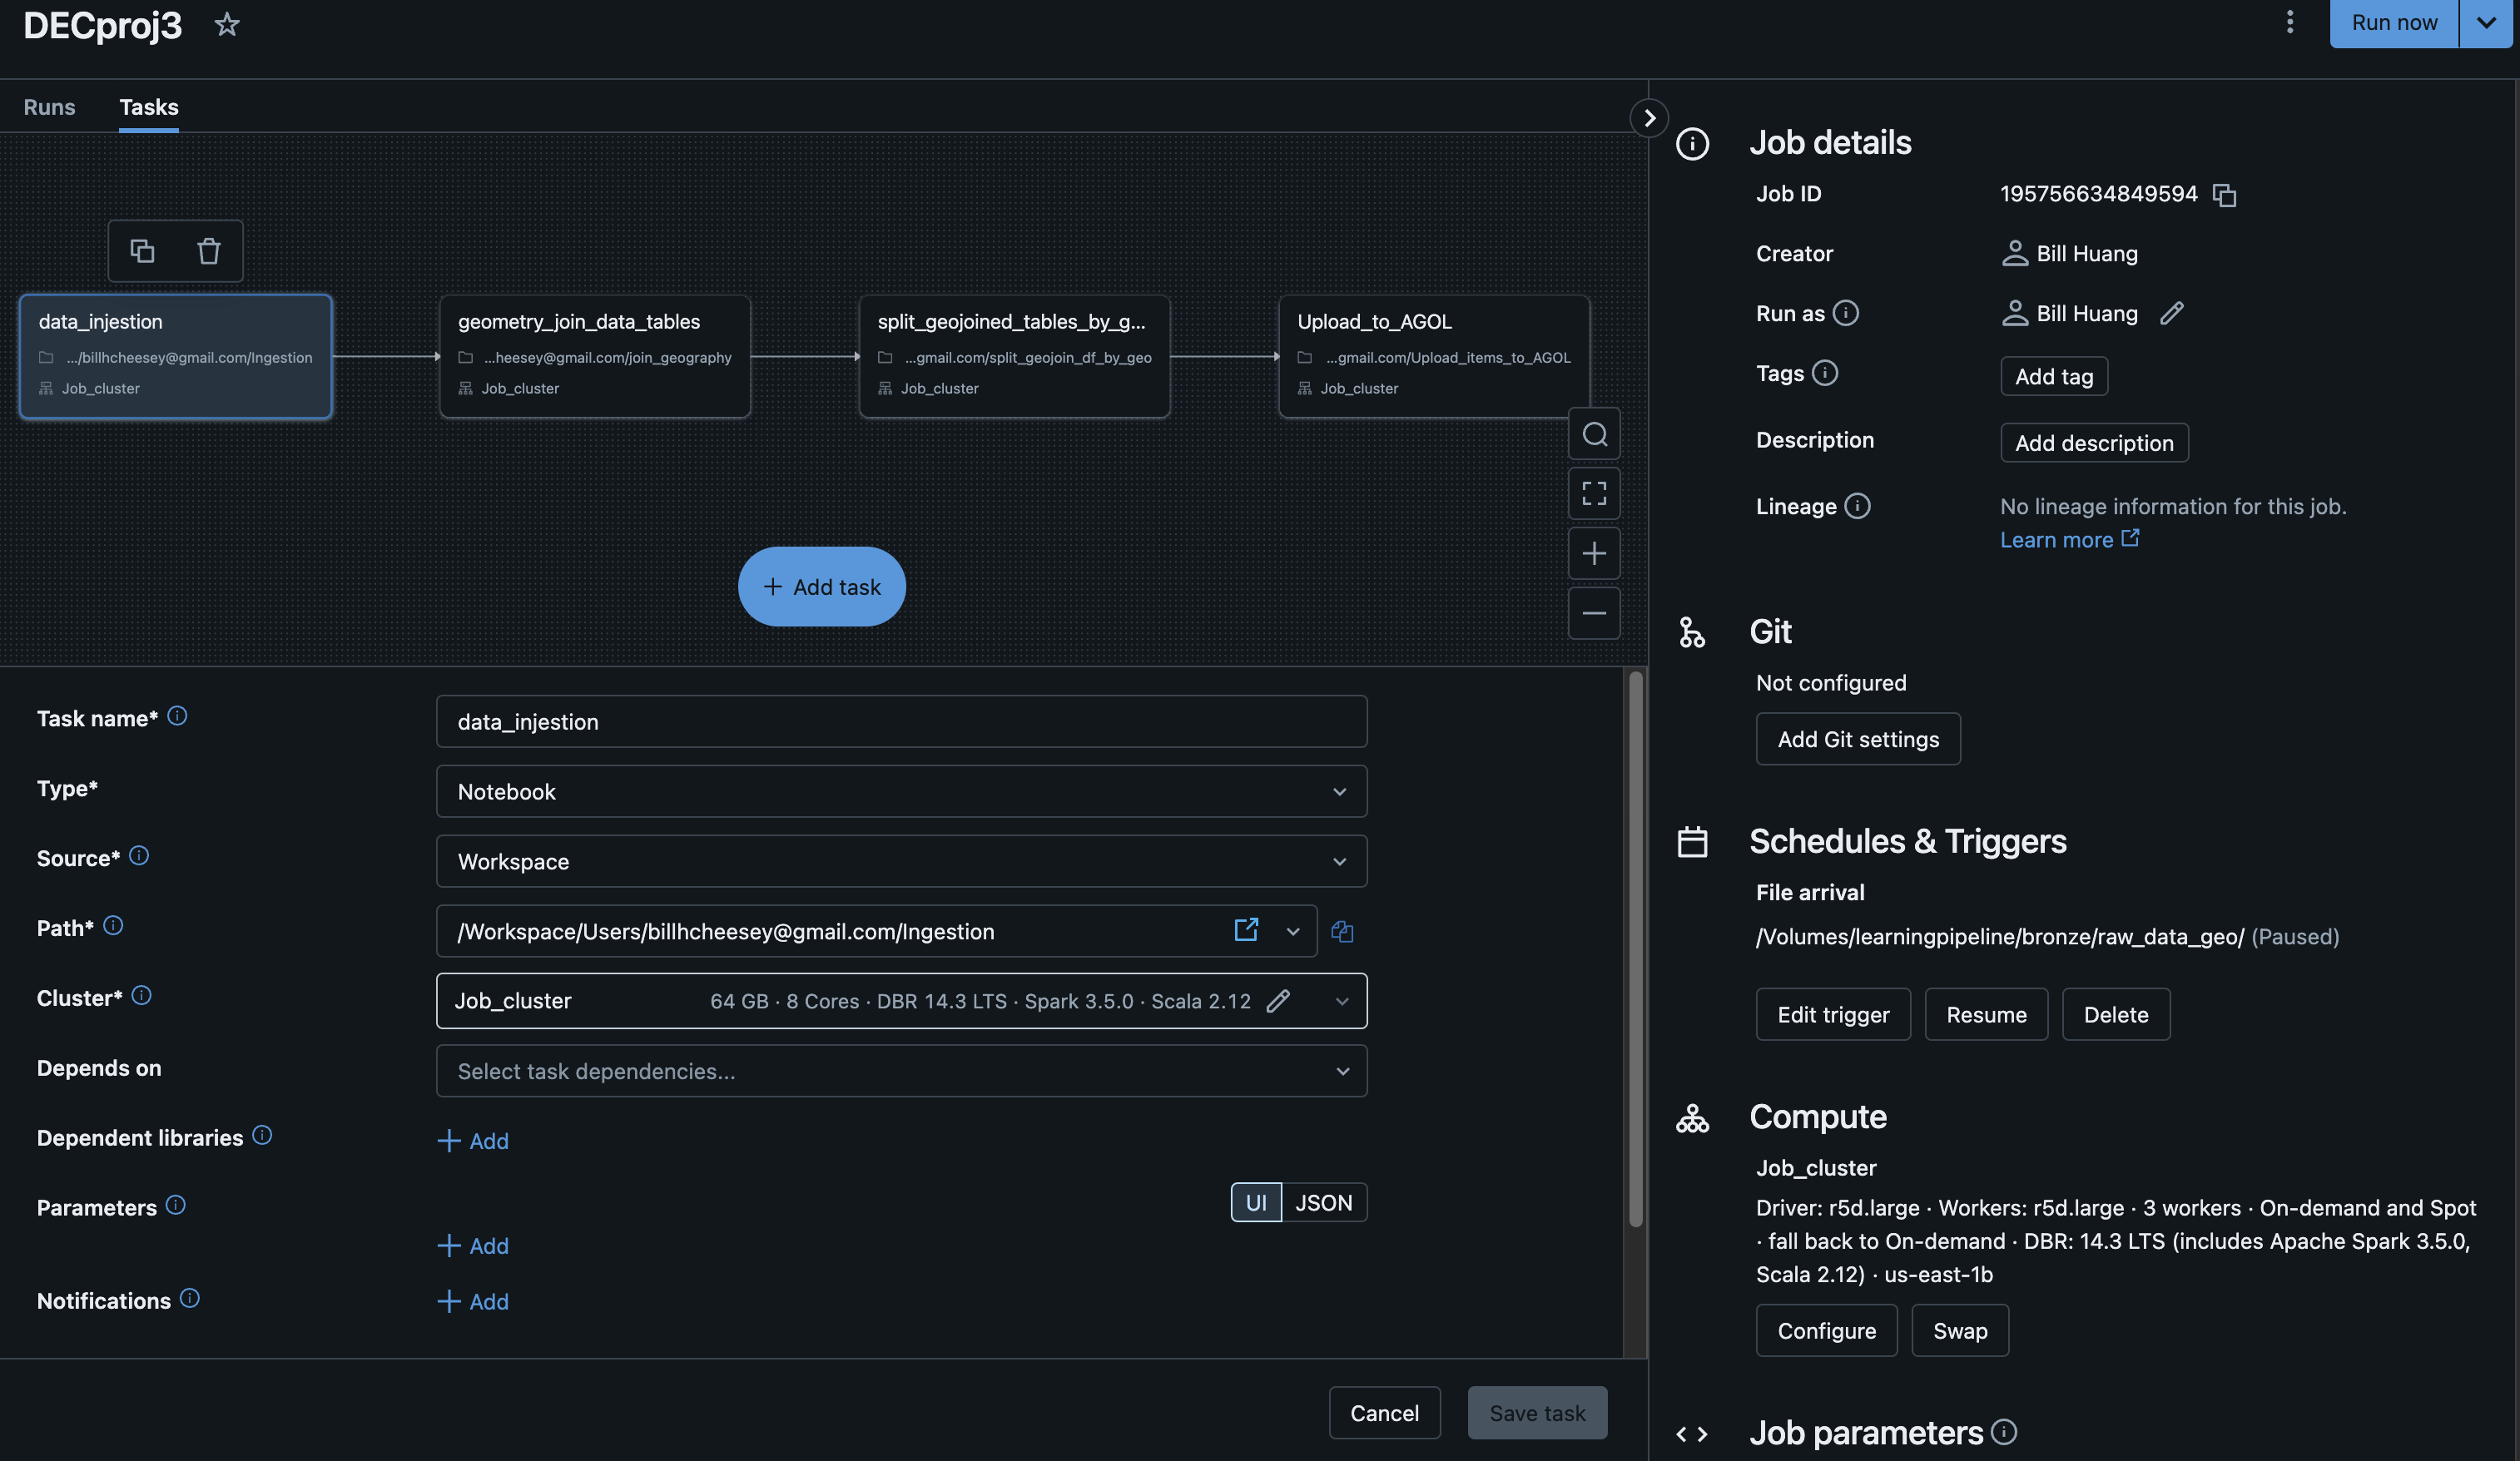 DECproj3
Run now
Runs
Tasks
data_injestion
.../billhcheesey@gmail.com/Ingestion
Job_cluster
geometry_join_data_tables
...heesey@gmail.com/join_geography
Job_cluster
split_geojoined_tables_by_g...
...gmail.com/split_geojoin_df_by_geo
Job_cluster
Upload_to_AGOL
...gmail.com/Upload_items_to_AGOL
Job_cluster
+ Add task
Task name*
data_injestion
Type*
Notebook
Source*
Workspace
Path*
/Workspace/Users/billhcheesey@gmail.com/Ingestion
Cluster*
Job_cluster
64 GB · 8 Cores · DBR 14.3 LTS · Spark 3.5.0 · Scala 2.12
Depends on
Select task dependencies...
Dependent libraries
+ Add
Parameters
UI
JSON
+ Add
Notifications
+ Add
Cancel
Save task
Job details
Job ID
195756634849594
Creator
Bill Huang
Run as
Bill Huang
Tags
Add tag
Description
Add description
Lineage
No lineage information for this job.
Learn more
Git
Not configured
Add Git settings
Schedules & Triggers
File arrival
/Volumes/learningpipeline/bronze/raw_data_geo/ (Paused)
Edit trigger
Resume
Delete
Compute
Job_cluster
Driver: r5d.large · Workers: r5d.large · 3 workers · On-demand and Spot
· fall back to On-demand · DBR: 14.3 LTS (includes Apache Spark 3.5.0,
Scala 2.12) · us-east-1b
Configure
Swap
Job parameters